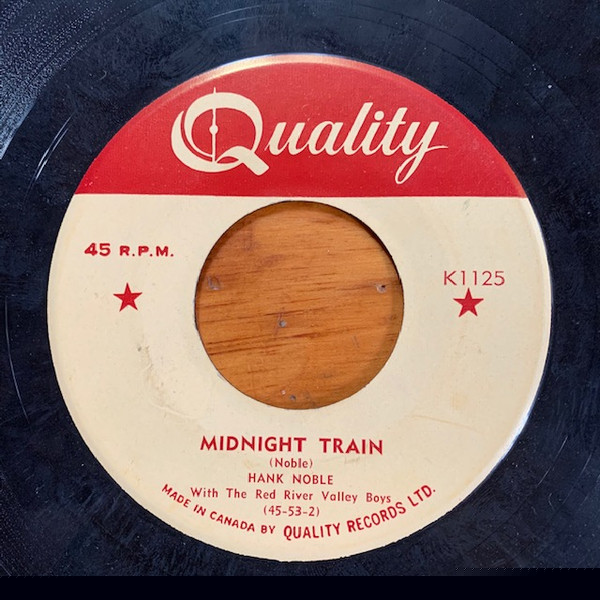 Quality
45 R.P.M.
K1125
MIDNIGHT TRAIN
(Noble)
HANK NOBLE
With The Red River Valley Boys
(45-53-2)
MADE IN CANADA BY QUALITY RECORDS LTD.